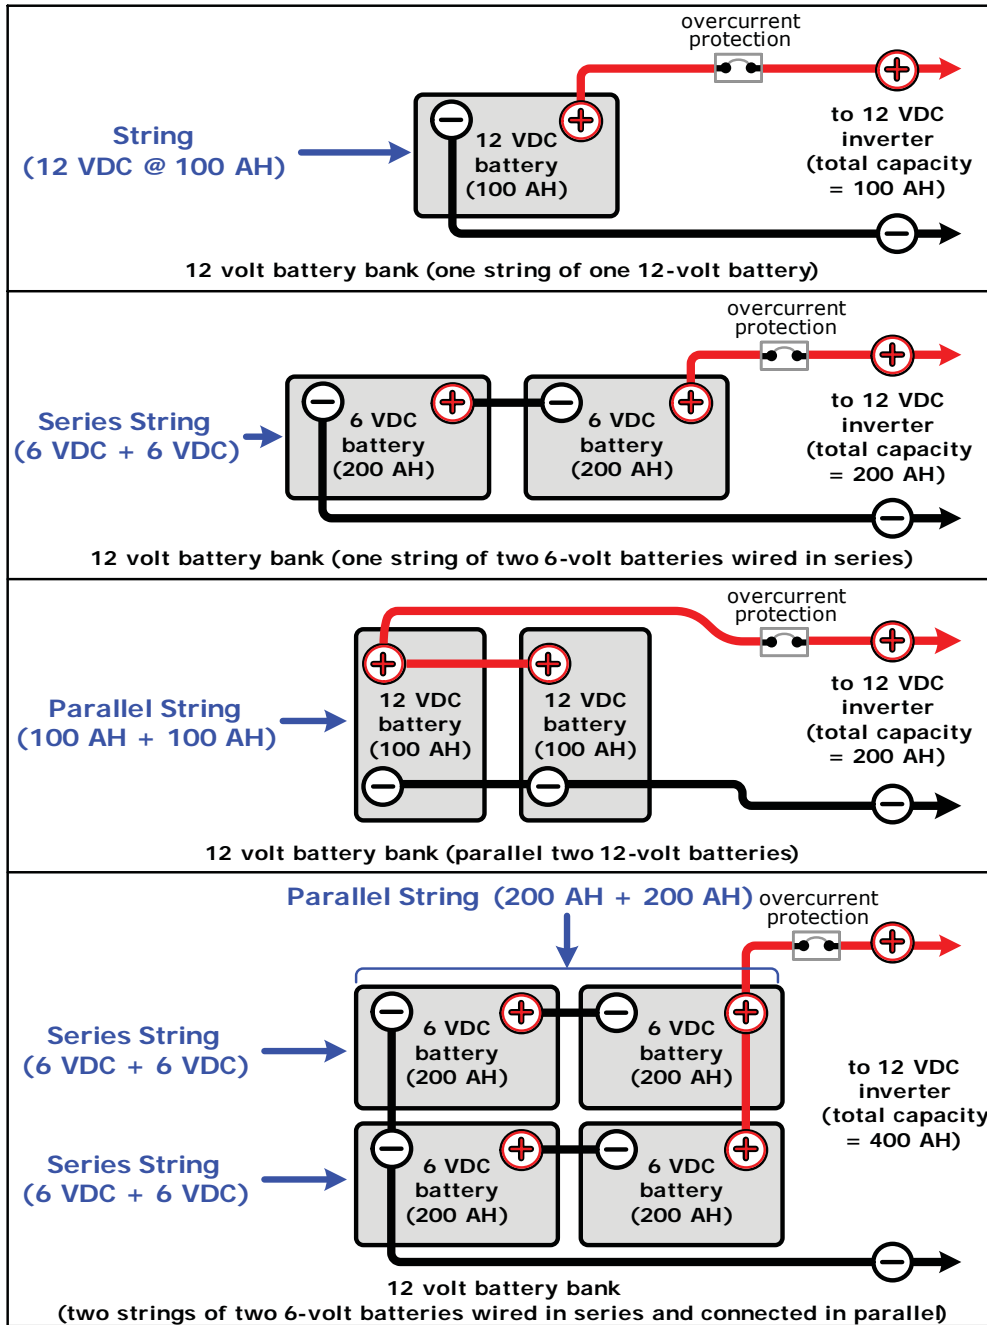 overcurrent
protection
String
(12 VDC @ 100 AH)
12 VDC
battery
(100 AH)
to 12 VDC
inverter
(total capacity
= 100 AH)
12 volt battery bank (one string of one 12-volt battery)
overcurrent
protection
Series String
(6 VDC + 6 VDC)
6 VDC
battery
(200 AH)
6 VDC
battery
(200 AH)
to 12 VDC
inverter
(total capacity
= 200 AH)
12 volt battery bank (one string of two 6-volt batteries wired in series)
overcurrent
protection
Parallel String
(100 AH + 100 AH)
12 VDC
battery
(100 AH)
12 VDC
battery
(100 AH)
to 12 VDC
inverter
(total capacity
= 200 AH)
12 volt battery bank (parallel two 12-volt batteries)
Parallel String (200 AH + 200 AH)
overcurrent
protection
Series String
(6 VDC + 6 VDC)
6 VDC
battery
(200 AH)
6 VDC
battery
(200 AH)
to 12 VDC
inverter
(total capacity
= 400 AH)
Series String
(6 VDC + 6 VDC)
6 VDC
battery
(200 AH)
6 VDC
battery
(200 AH)
12 volt battery bank
(two strings of two 6-volt batteries wired in series and connected in parallel)